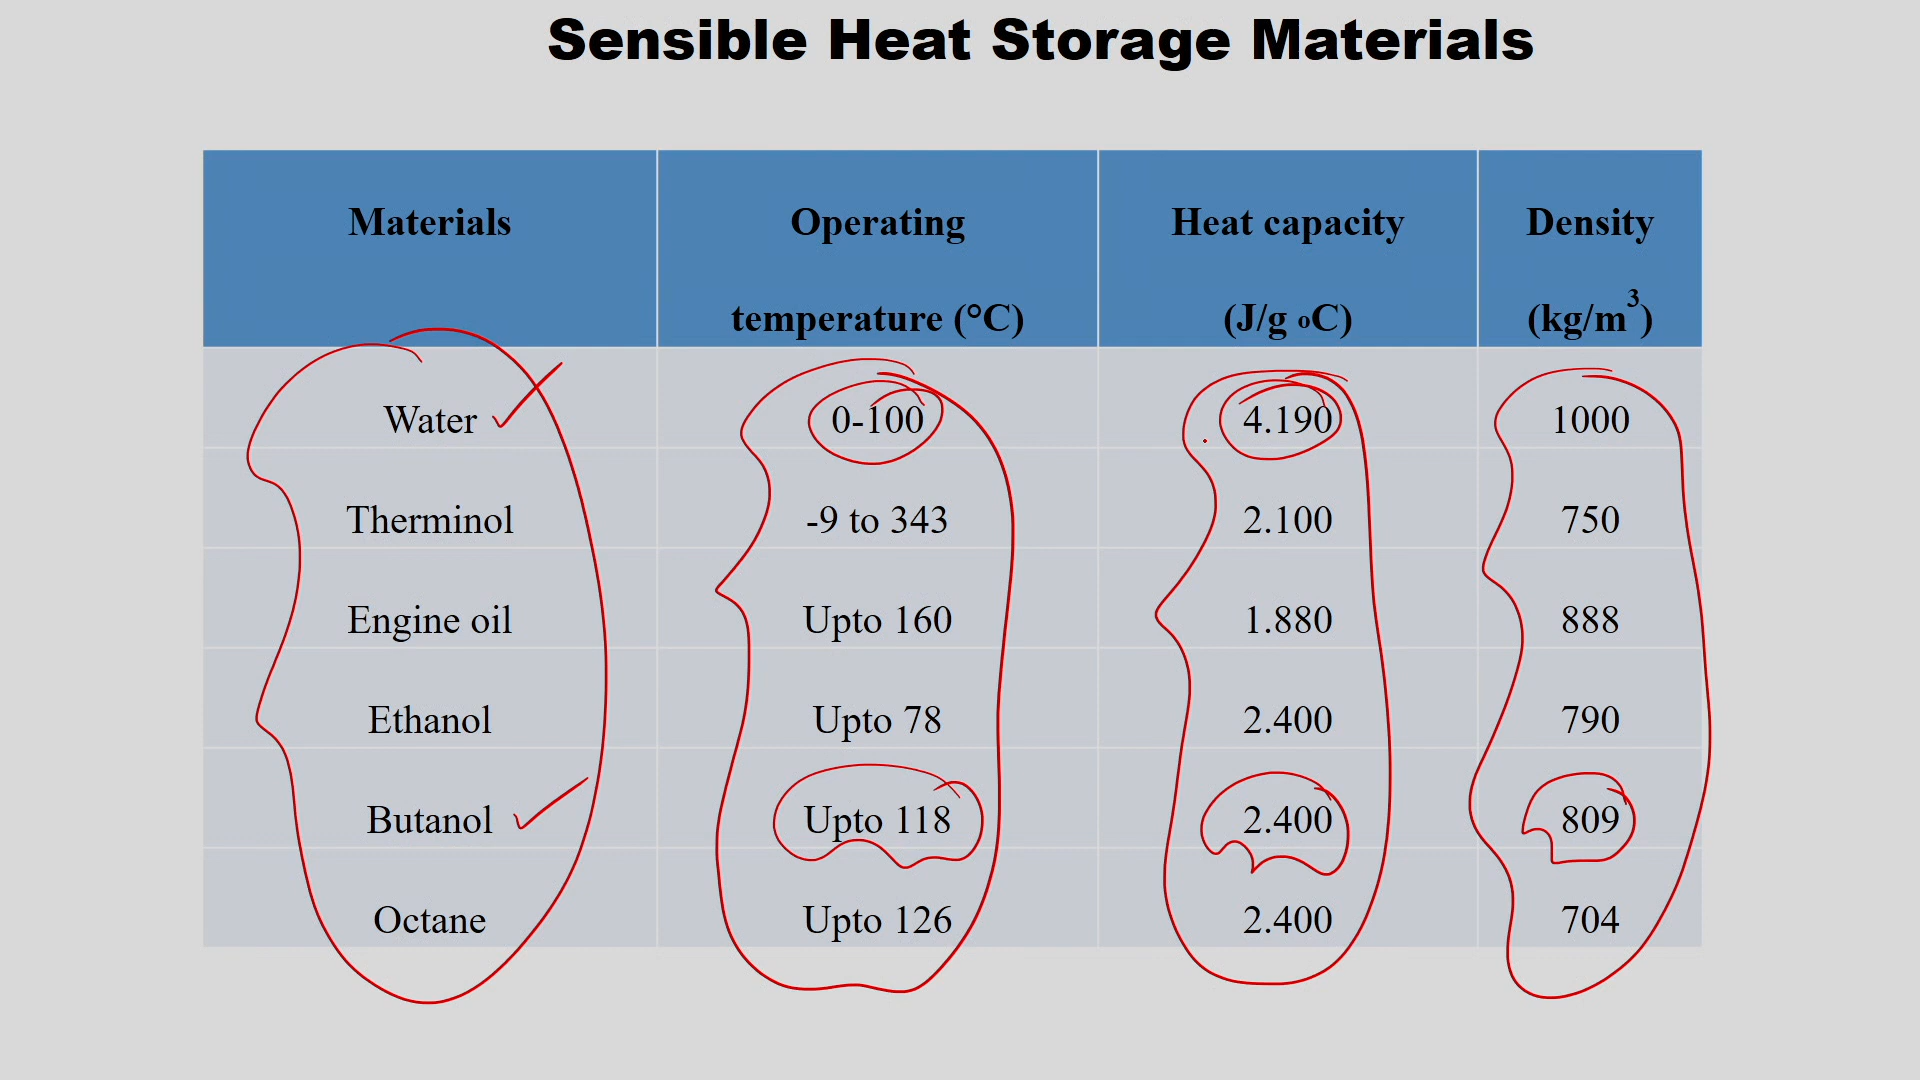 Sensible Heat Storage Materials
Materials Operating temperature (°C) Heat capacity (J/g oC) Density (kg/m3)
Water 0-100 4.190 1000
Therminol -9 to 343 2.100 750
Engine oil Upto 160 1.880 888
Ethanol Upto 78 2.400 790
Butanol Upto 118 2.400 809
Octane Upto 126 2.400 704